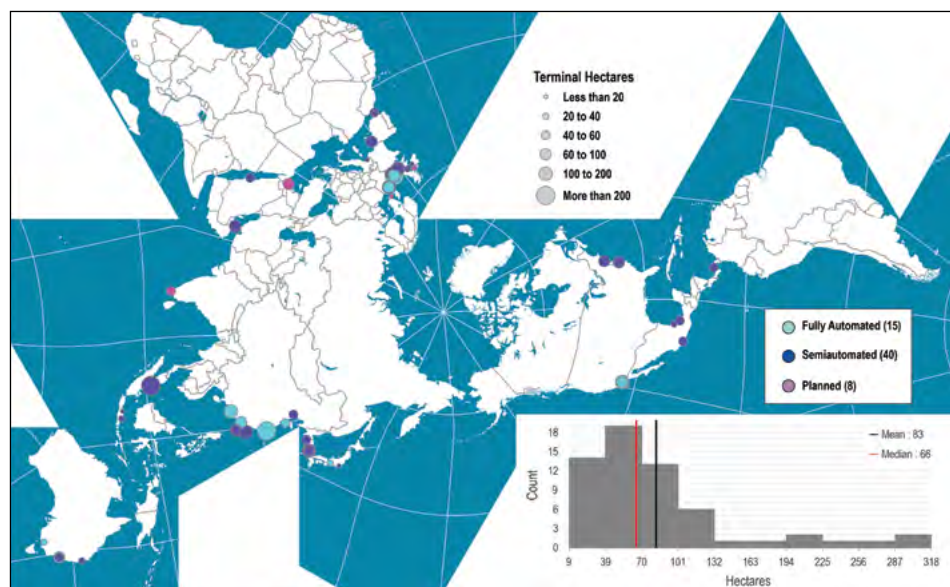 Terminal Hectares
Less than 20
20 to 40
40 to 60
60 to 100
100 to 200
More than 200
Fully Automated (15)
Semiautomated (40)
Planned (8)
Mean : 83
Median : 66
Count
18
15
12
9
6
3
0
9 39 70 101 132 163 194 225 256 287 318
Hectares